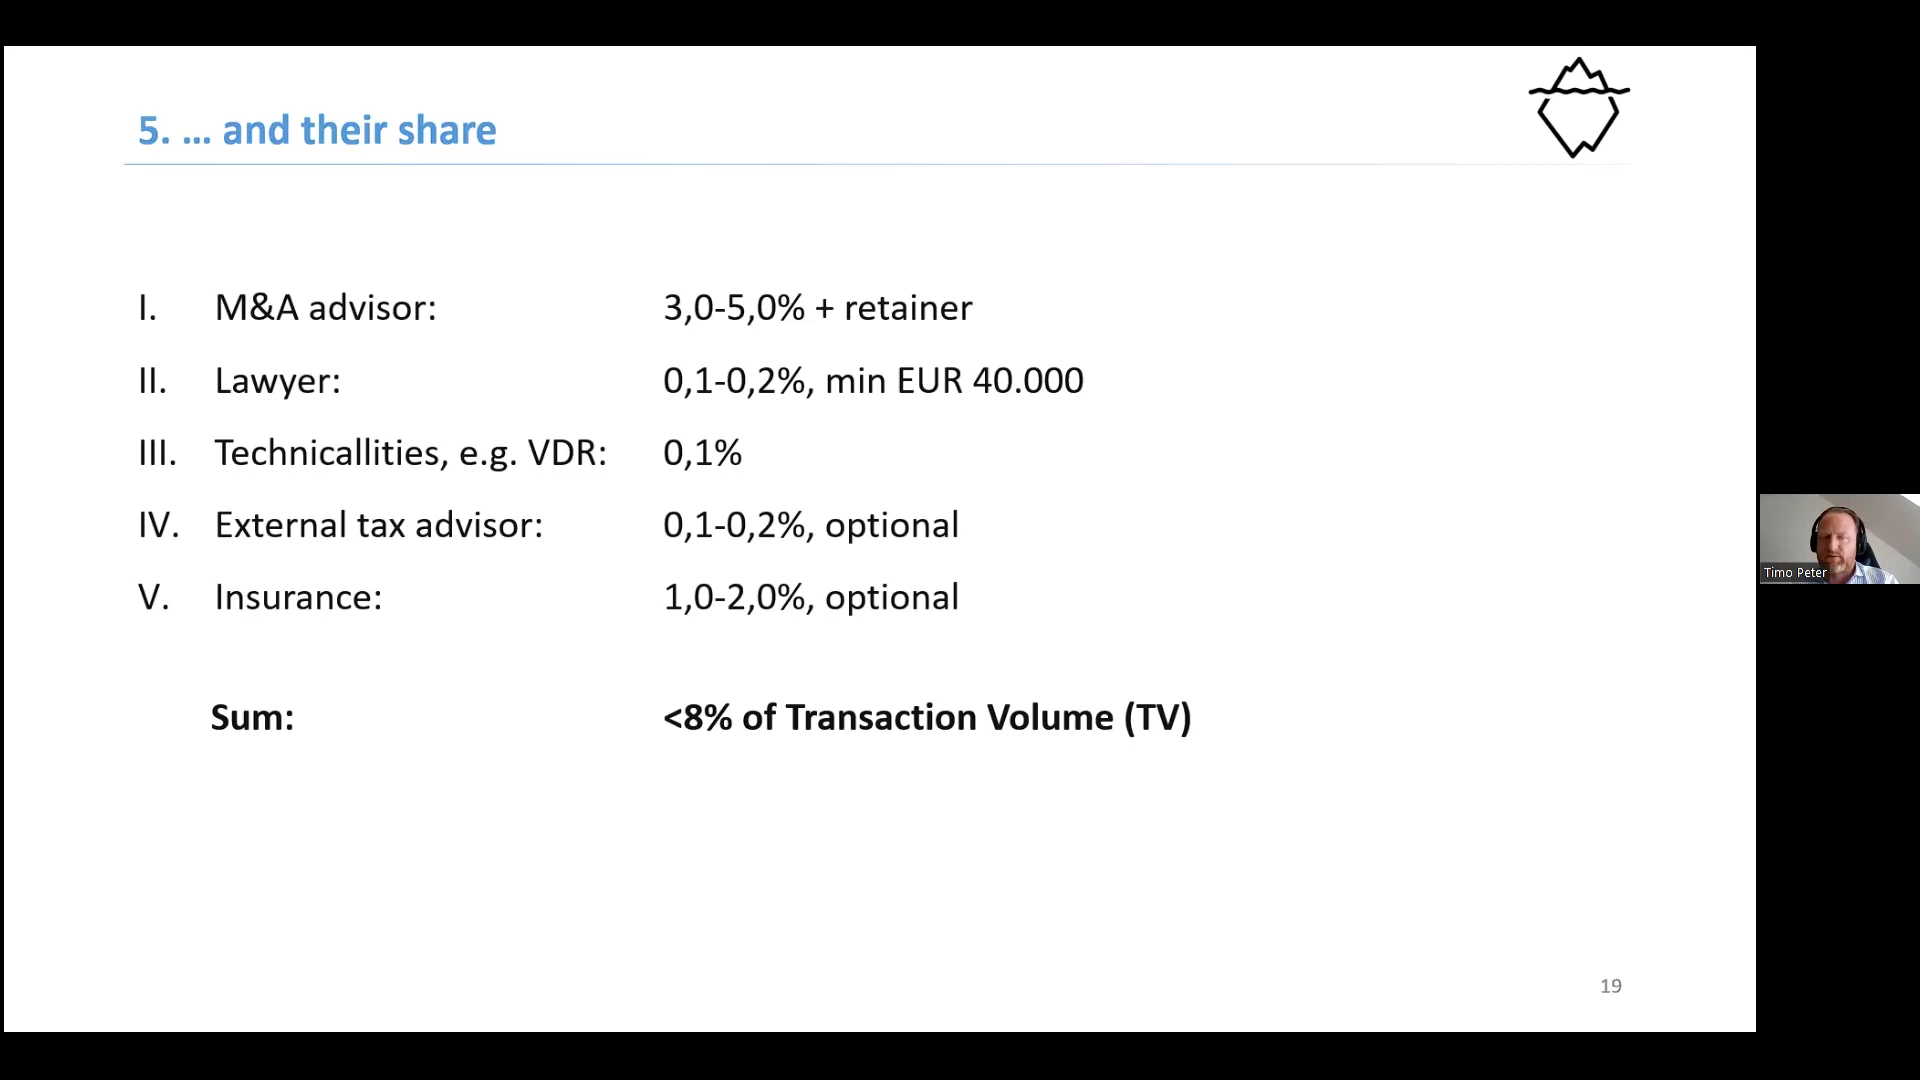 5. ... and their share
I. M&A advisor: 3,0-5,0% + retainer
II. Lawyer: 0,1-0,2%, min EUR 40.000
III. Technicallities, e.g. VDR: 0,1%
IV. External tax advisor: 0,1-0,2%, optional
V. Insurance: 1,0-2,0%, optional
Sum: <8% of Transaction Volume (TV)
19
Timo Peter